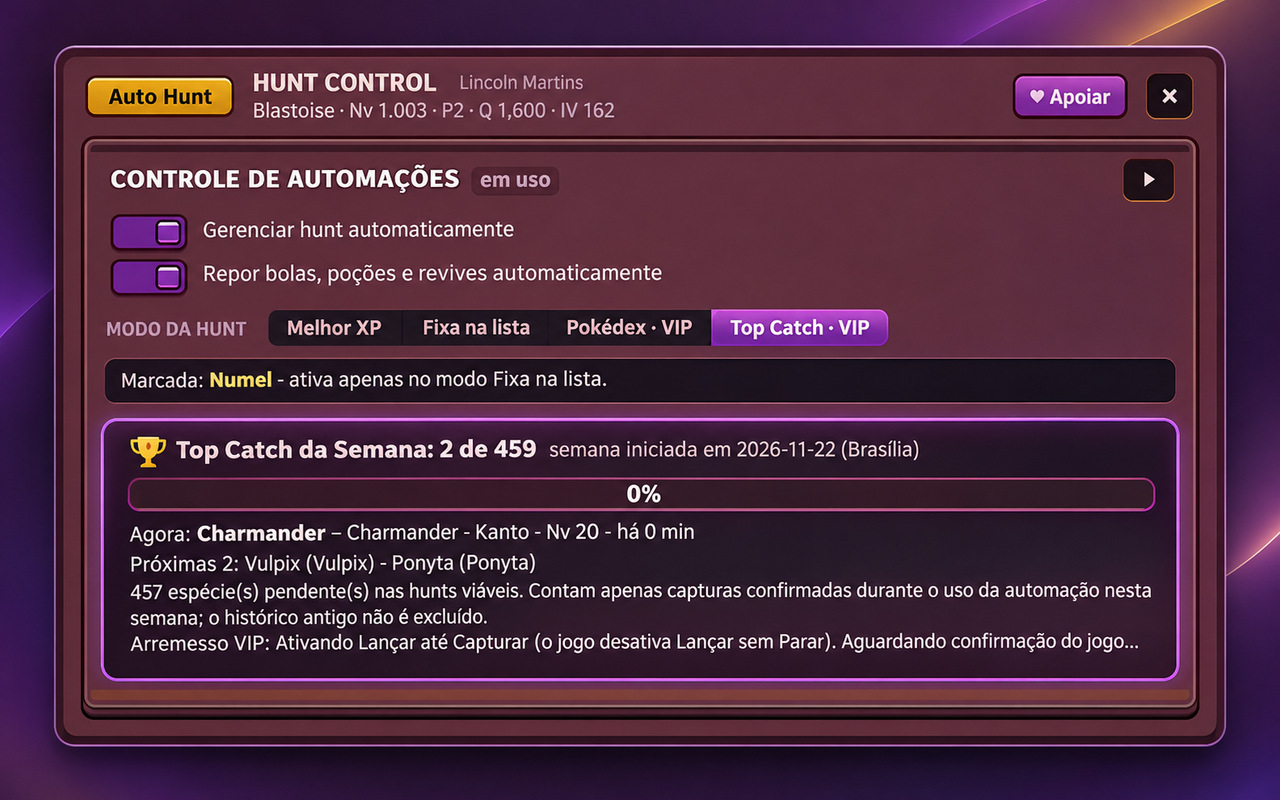 Auto Hunt
HUNT CONTROL Lincoln Martins
Blastoise · Nv 1.003 · P2 · Q 1,600 · IV 162
Apoiar
CONTROLE DE AUTOMAÇÕES em uso
Gerenciar hunt automaticamente
Repor bolas, poções e revives automaticamente
MODO DA HUNT Melhor XP Fixa na lista Pokédex · VIP Top Catch · VIP
Marcada: Numel - ativa apenas no modo Fixa na lista.
Top Catch da Semana: 2 de 459 semana iniciada em 2026-11-22 (Brasília)
0%
Agora: Charmander – Charmander - Kanto - Nv 20 - há 0 min
Próximas 2: Vulpix (Vulpix) - Ponyta (Ponyta)
457 espécie(s) pendente(s) nas hunts viáveis. Contam apenas capturas confirmadas durante o uso da automação nesta
semana; o histórico antigo não é excluído.
Arremesso VIP: Ativando Lançar até Capturar (o jogo desativa Lançar sem Parar). Aguardando confirmação do jogo...